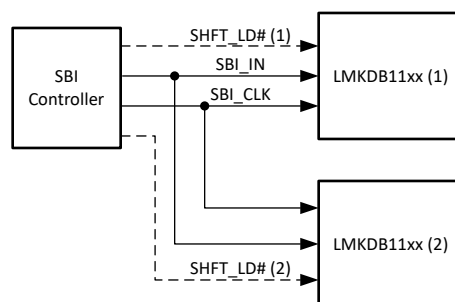 SHFT_LD# (1)
SBI_IN
SBI_CLK
SBI
Controller
LMKDB11xx (1)
LMKDB11xx (2)
SHFT_LD# (2)